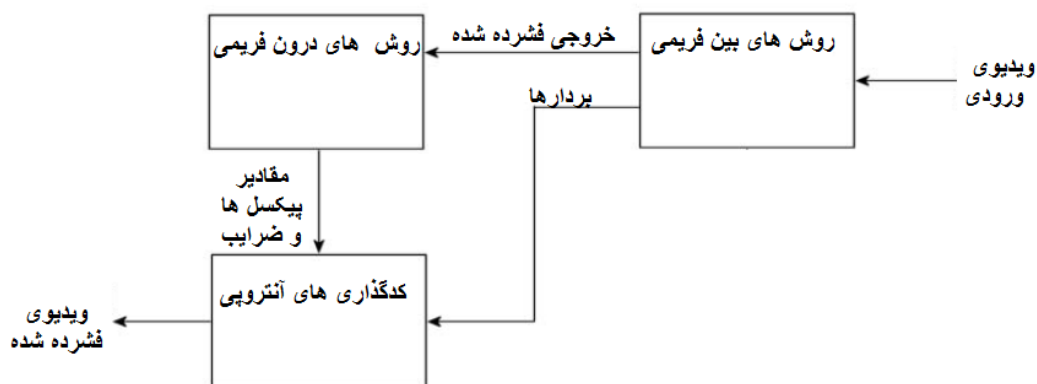 روش های بین فریمی
خروجی فشرده شده
روش های درون فریمی
ویدیوی
ورودی
بردارها
مقادیر
پیکسل ها
و ضرایب
کدگذاری های آنتروپی
ویدیوی
فشرده شده